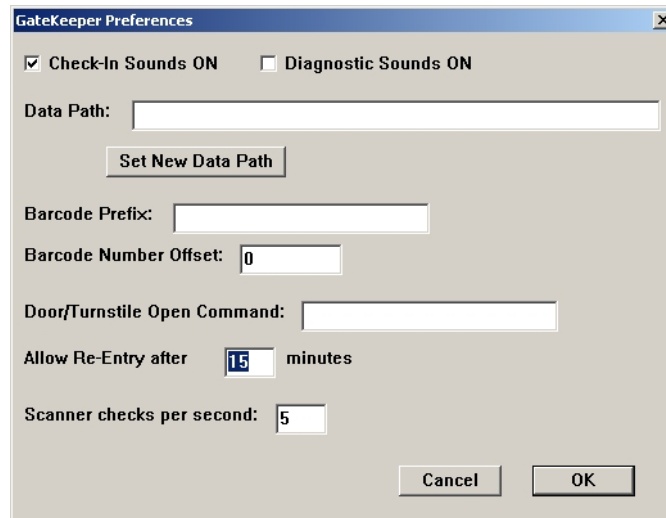 GateKeeper Preferences
Check-In Sounds ON Diagnostic Sounds ON
Data Path:
Set New Data Path
Barcode Prefix:
Barcode Number Offset: 0
Door/Turnstile Open Command:
Allow Re-Entry after 15 minutes
Scanner checks per second: 5
Cancel OK